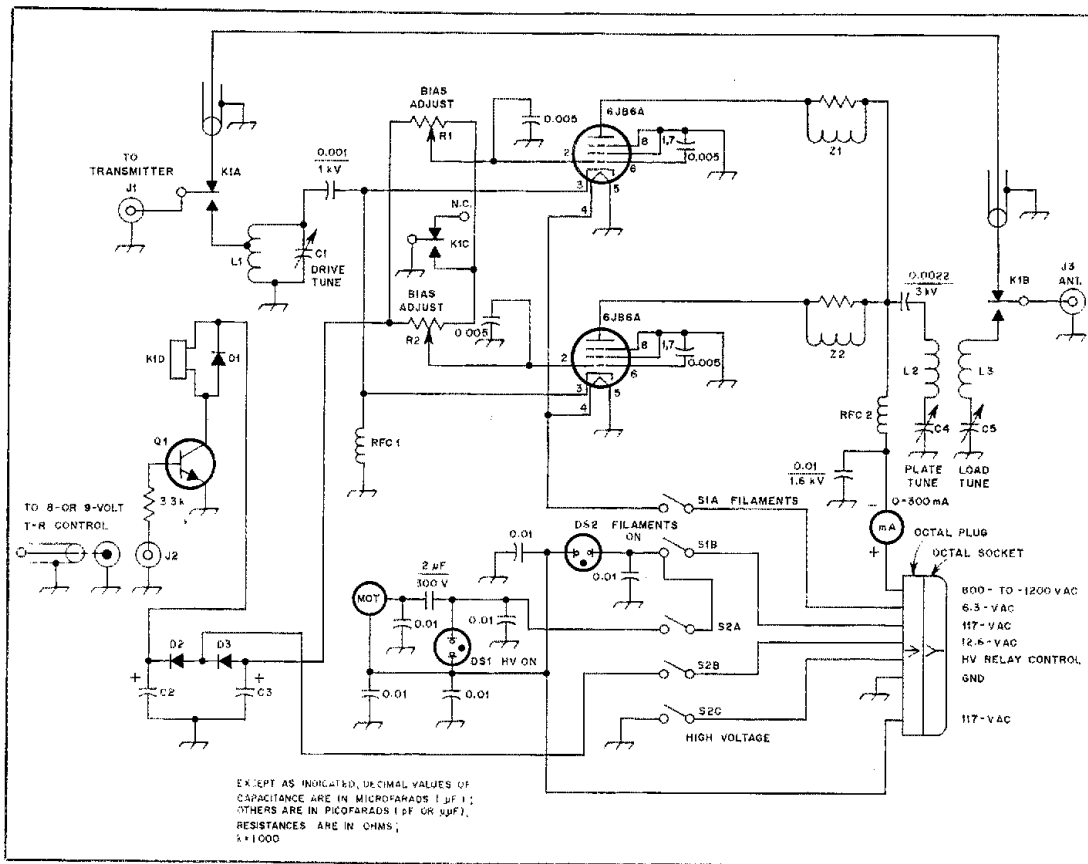 BIAS
ADJUST
R1
0.005
6JB6A
8
1,7
0.005
2
6
3
5
4
Z1
TO
TRANSMITTER
J1
K1A
0.001
1 kV
L1
C1
DRIVE
TUNE
N.C.
K1C
BIAS
ADJUST
R2
0.005
6JB6A
8
1,7
0.005
2
6
3
5
4
Z2
0.0022
3 kV
K1B
J3
ANT.
L2
L3
C4
C5
PLATE
TUNE
LOAD
TUNE
K1D
D1
Q1
3.3k
TO 8-OR 9-VOLT
T-R CONTROL
J2
RFC 1
RFC 2
0.01
1.6 kV
0-300 mA
mA
+
S1A FILAMENTS
DS2 FILAMENTS
ON
0.01
0.01
S1B
2 µF
300 V
MOT
0.01
0.01
DS1 HV ON
0.01
0.01
S2A
S2B
S2C
HIGH VOLTAGE
D2
D3
+
C2
+
C3
OCTAL PLUG
OCTAL SOCKET
800-TO-1200 VAC
6.3-VAC
117-VAC
12.6-VAC
HV RELAY CONTROL
GND
117-VAC
EXCEPT AS INDICATED, DECIMAL VALUES OF
CAPACITANCE ARE IN MICROFARADS ( µF ) ;
OTHERS ARE IN PICOFARADS ( pF OR µµF),
RESISTANCES ARE IN OHMS;
k=1000